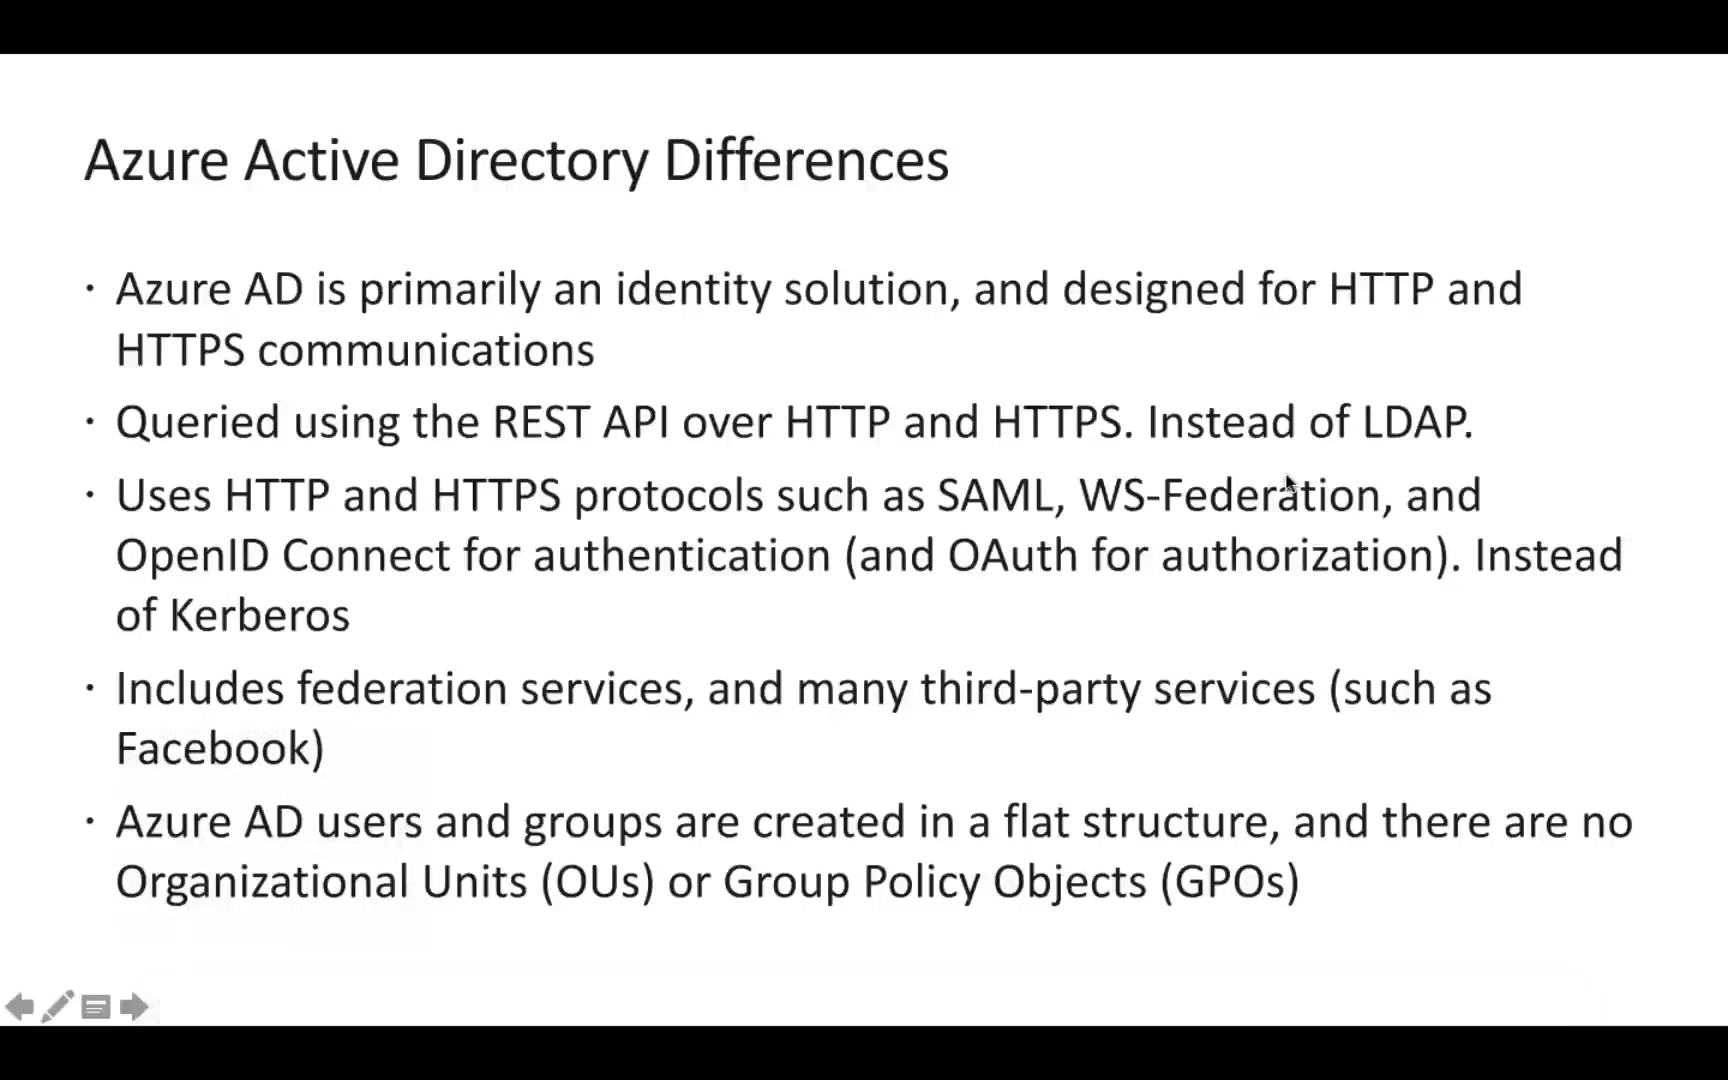 Azure Active Directory Differences
· Azure AD is primarily an identity solution, and designed for HTTP and
HTTPS communications
· Queried using the REST API over HTTP and HTTPS. Instead of LDAP.
· Uses HTTP and HTTPS protocols such as SAML, WS-Federation, and
OpenID Connect for authentication (and OAuth for authorization). Instead
of Kerberos
· Includes federation services, and many third-party services (such as
Facebook)
· Azure AD users and groups are created in a flat structure, and there are no
Organizational Units (OUs) or Group Policy Objects (GPOs)